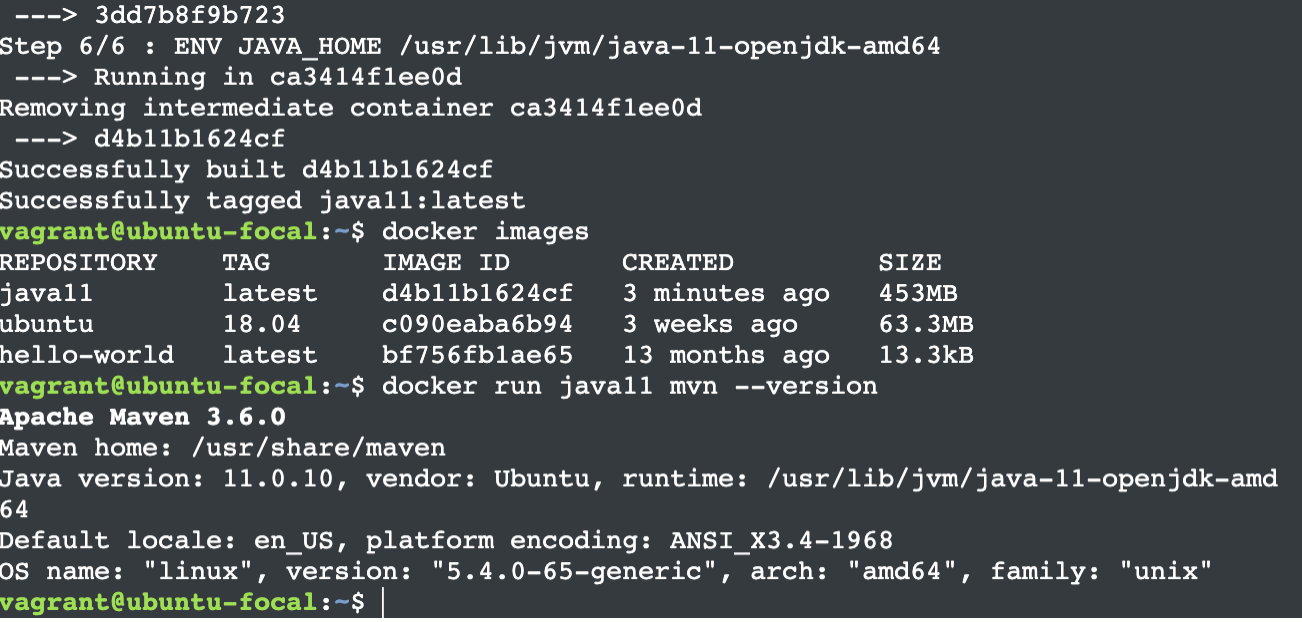 ---> 3dd7b8f9b723
Step 6/6 : ENV JAVA_HOME /usr/lib/jvm/java-11-openjdk-amd64
---> Running in ca3414f1ee0d
Removing intermediate container ca3414f1ee0d
---> d4b11b1624cf
Successfully built d4b11b1624cf
Successfully tagged java11:latest
vagrant@ubuntu-focal:~$ docker images
REPOSITORY TAG IMAGE ID CREATED SIZE
java11 latest d4b11b1624cf 3 minutes ago 453MB
ubuntu 18.04 c090eaba6b94 3 weeks ago 63.3MB
hello-world latest bf756fb1ae65 13 months ago 13.3kB
vagrant@ubuntu-focal:~$ docker run java11 mvn --version
Apache Maven 3.6.0
Maven home: /usr/share/maven
Java version: 11.0.10, vendor: Ubuntu, runtime: /usr/lib/jvm/java-11-openjdk-amd
64
Default locale: en_US, platform encoding: ANSI_X3.4-1968
OS name: "linux", version: "5.4.0-65-generic", arch: "amd64", family: "unix"
vagrant@ubuntu-focal:~$